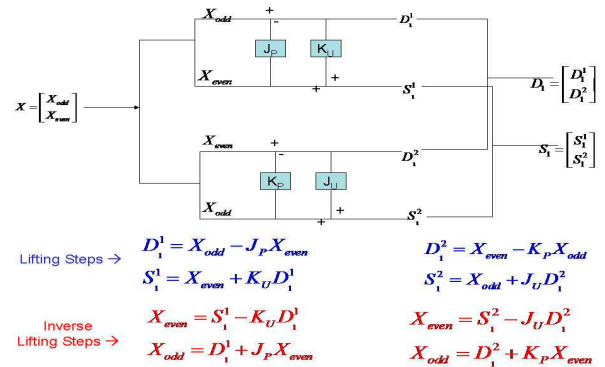 X_odd + - J_P K_U D_1^1
X_even + + S_1^1
X = [X_odd X_even]
D_1 = [D_1^1 D_1^2]
S_1 = [S_1^1 S_1^2]
X_even + - K_P J_U D_1^2
X_odd + + S_1^2
Lifting Steps →
D_1^1 = X_odd − J_P X_even
S_1^1 = X_even + K_U D_1^1
D_1^2 = X_even − K_P X_odd
S_1^2 = X_odd + J_U D_1^2
Inverse
Lifting Steps →
X_even = S_1^1 − K_U D_1^1
X_odd = D_1^1 + J_P X_even
X_even = S_1^2 − J_U D_1^2
X_odd = D_1^2 + K_P X_even